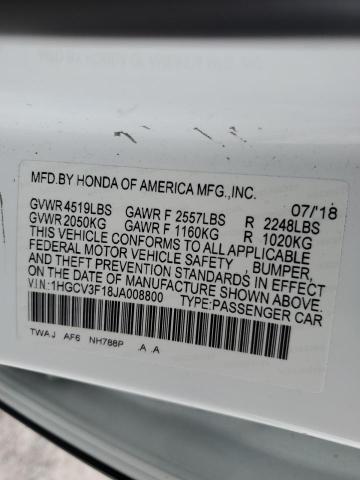 MFD.BY HONDA OF AMERICA MFG.,INC. 07/'18
GVWR 4519LBS GAWR F 2557LBS R 2248LBS
GVWR 2050KG GAWR F 1160KG R 1020KG
THIS VEHICLE CONFORMS TO ALL APPLICABLE
FEDERAL MOTOR VEHICLE SAFETY , BUMPER,
AND THEFT PREVENTION STANDARDS IN EFFECT
ON THE DATE OF MANUFACTURE SHOWN ABOVE.
V.I.N:1HGCV3F18JA008800 TYPE:PASSENGER CAR
TWAJ AF6 NH788P .A .A